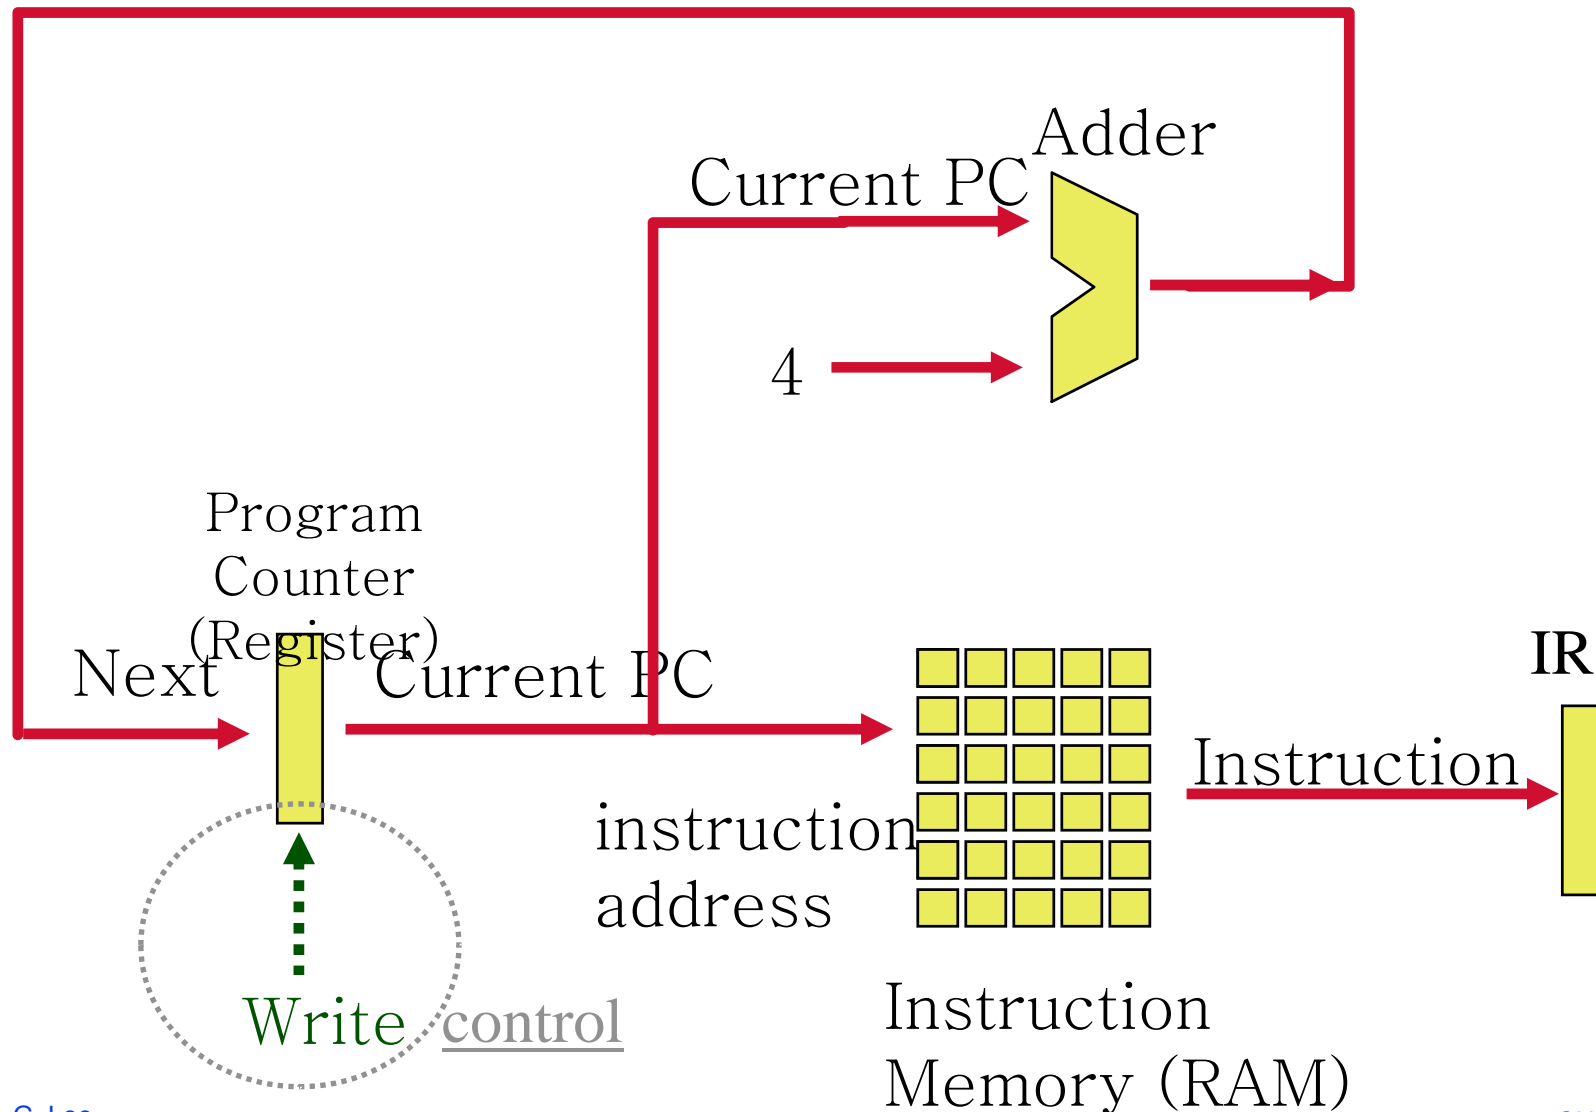 Adder
Current PC
4
Program
Counter
(Register)
Next
Current PC
IR
Instruction
instruction
address
Write control
Instruction
Memory (RAM)